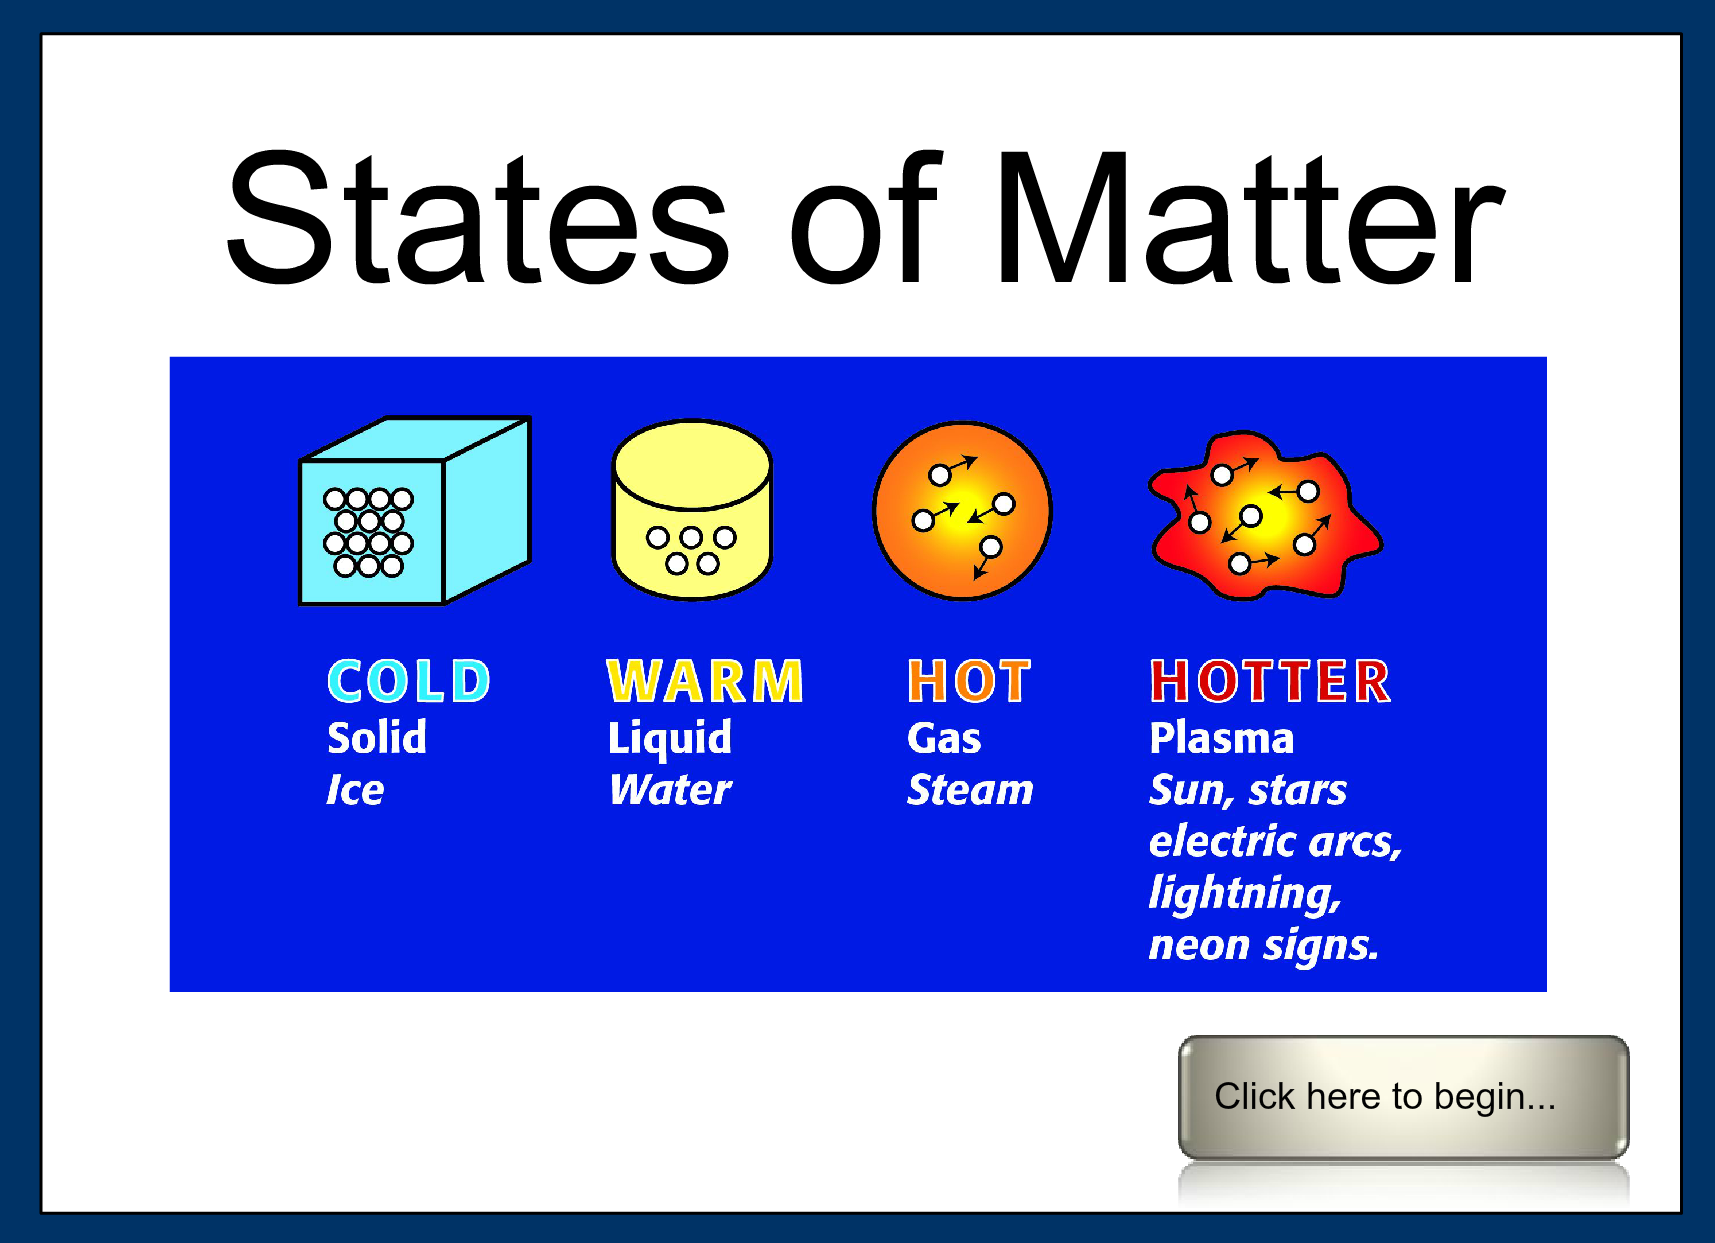 States of Matter
COLD
Solid
Ice
WARM
Liquid
Water
HOT
Gas
Steam
HOTTER
Plasma
Sun, stars
electric arcs,
lightning,
neon signs.
Click here to begin...